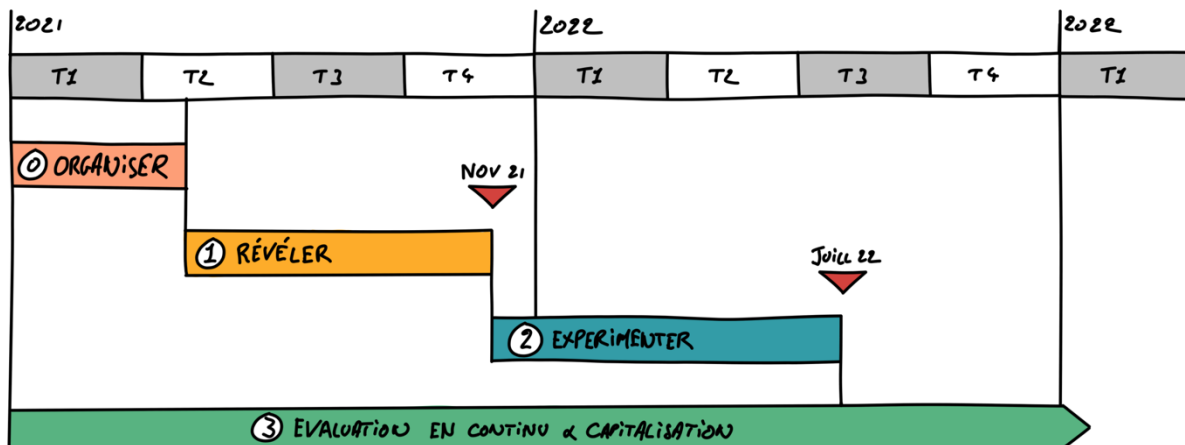 2021 2022 2022
T1 T2 T3 T4 T1 T2 T3 T4 T1
0 ORGANISER
NOV 21
1 RÉVÉLER
Juill 22
2 EXPERIMENTER
3 EVALUATION EN CONTINU & CAPITALISATION